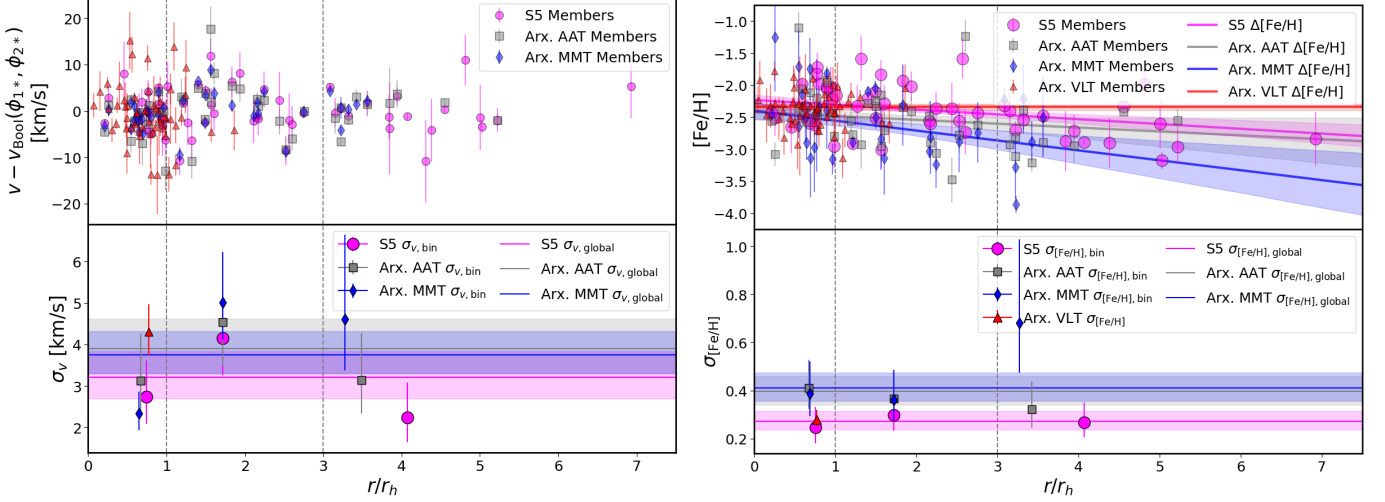 v − v_Bool(ϕ_1*, ϕ_2*)
[km/s]
20
10
0
−10
−20
S5 Members
Arx. AAT Members
Arx. MMT Members
σ_v [km/s]
6
5
4
3
2
S5 σ_v, bin
Arx. AAT σ_v, bin
Arx. MMT σ_v, bin
S5 σ_v, global
Arx. AAT σ_v, global
Arx. MMT σ_v, global
0 1 2 3 4 5 6 7
r/r_h
[Fe/H]
−1.0
−1.5
−2.0
−2.5
−3.0
−3.5
−4.0
S5 Members
Arx. AAT Members
Arx. MMT Members
Arx. VLT Members
S5 Δ[Fe/H]
Arx. AAT Δ[Fe/H]
Arx. MMT Δ[Fe/H]
Arx. VLT Δ[Fe/H]
σ_[Fe/H]
1.0
0.8
0.6
0.4
0.2
S5 σ_[Fe/H], bin
Arx. AAT σ_[Fe/H], bin
Arx. MMT σ_[Fe/H], bin
Arx. VLT σ_[Fe/H]
S5 σ_[Fe/H], global
Arx. AAT σ_[Fe/H], global
Arx. MMT σ_[Fe/H], global
0 1 2 3 4 5 6 7
r/r_h